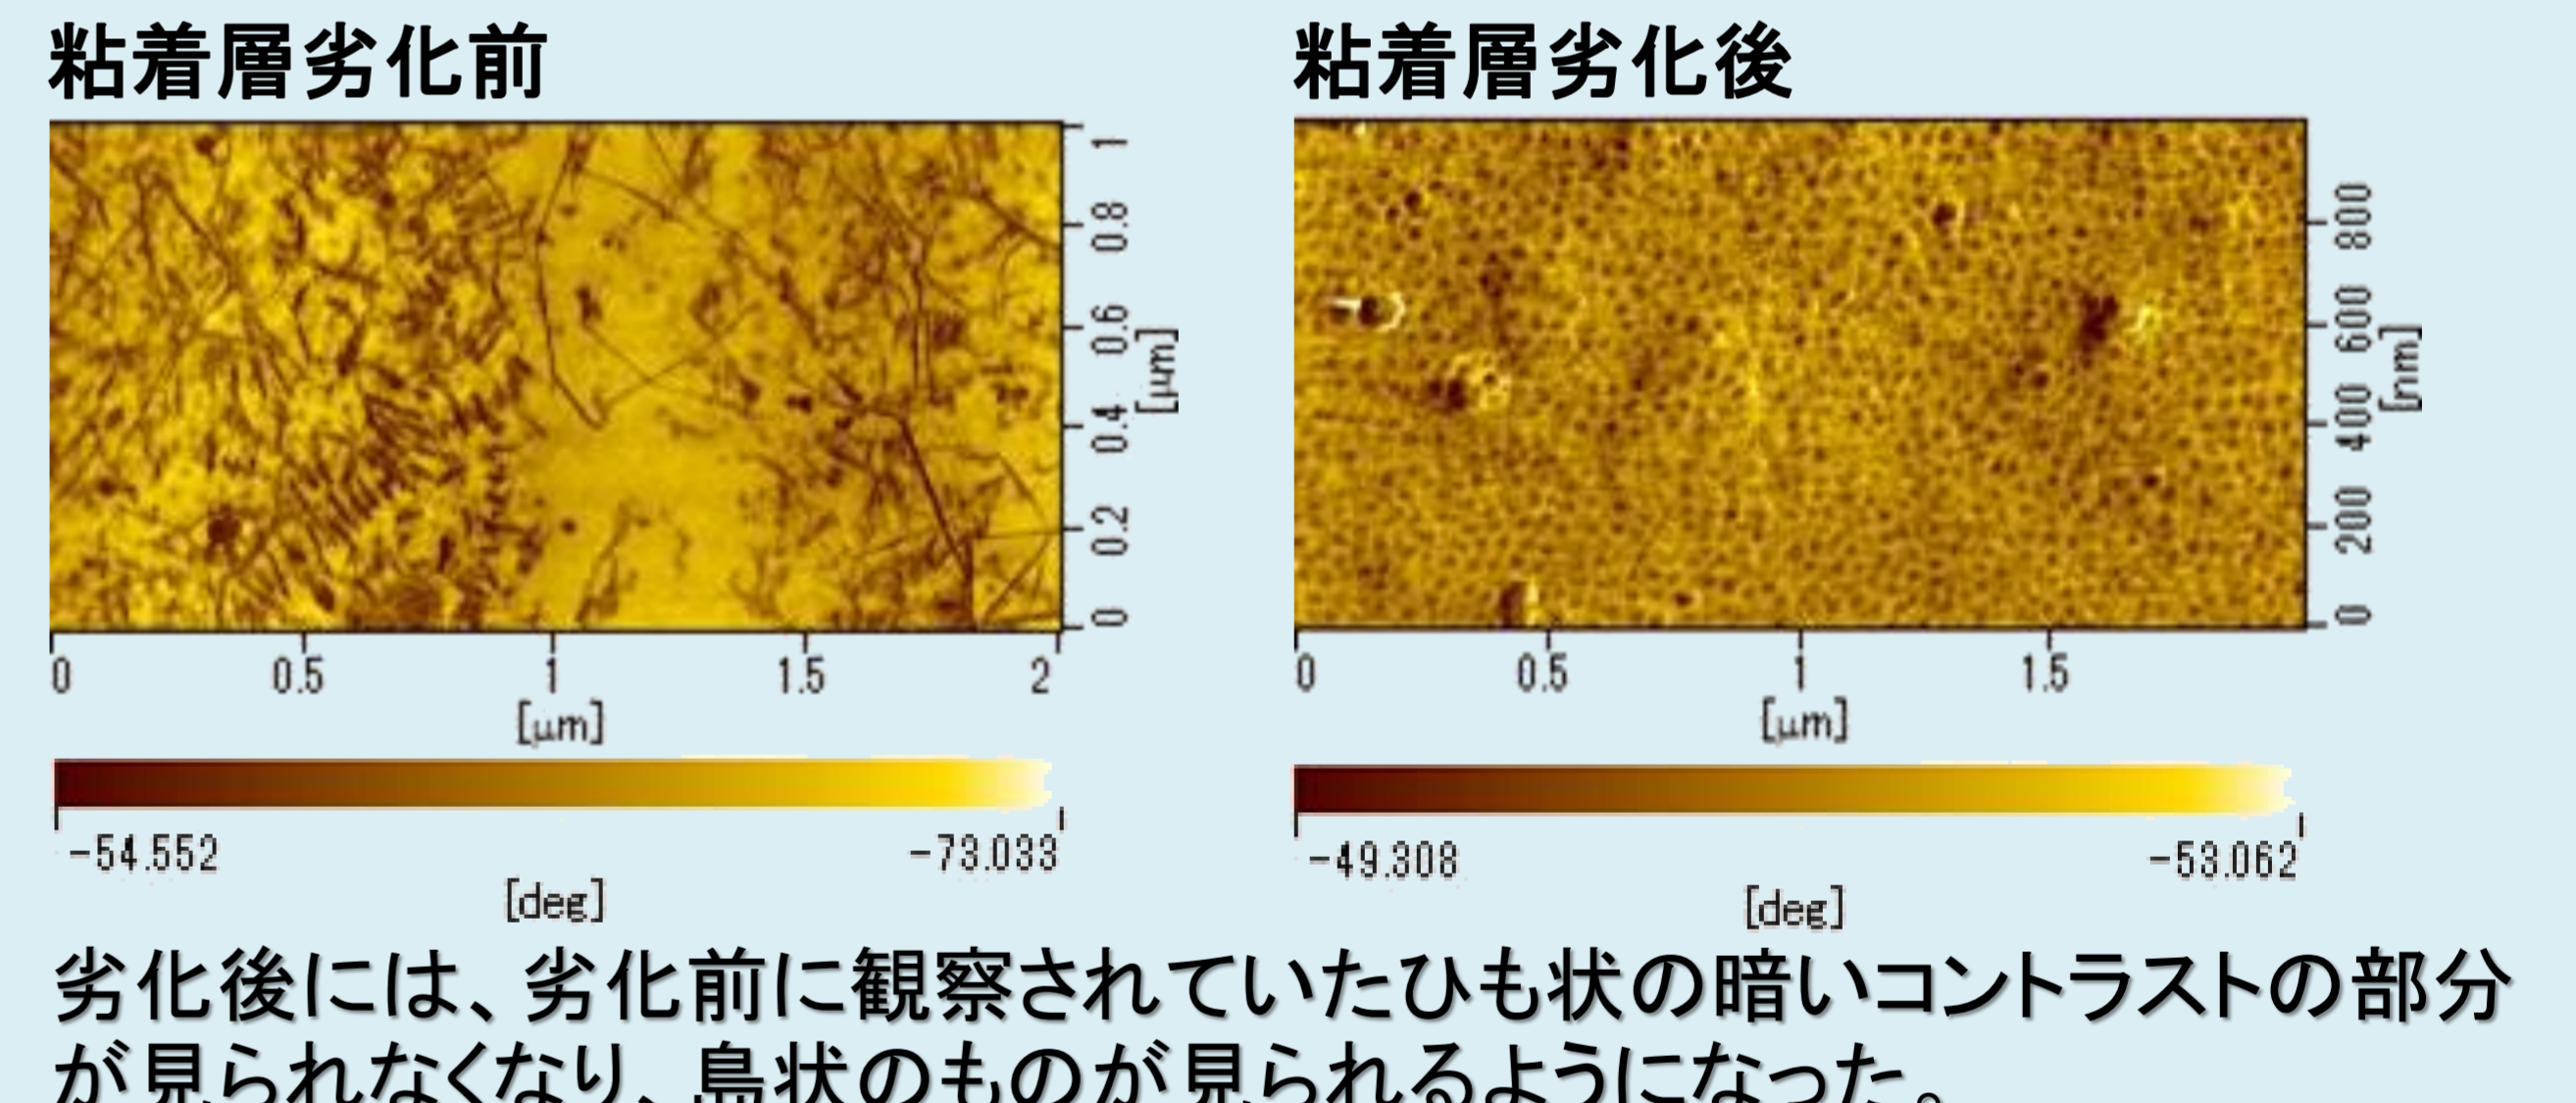 粘着層劣化前
粘着層劣化後
1
0.8
0.6
0.4
0.2
0
[μm]
0 0.5 1 1.5 2
[μm]
-54.552 -73.033
[deg]
800
600
400
200
0
[nm]
0 0.5 1 1.5
[μm]
-49.308 -53.062
[deg]
劣化後には、劣化前に観察されていたひも状の暗いコントラストの部分
が見られなくなり、島状のものが見られるようになった。